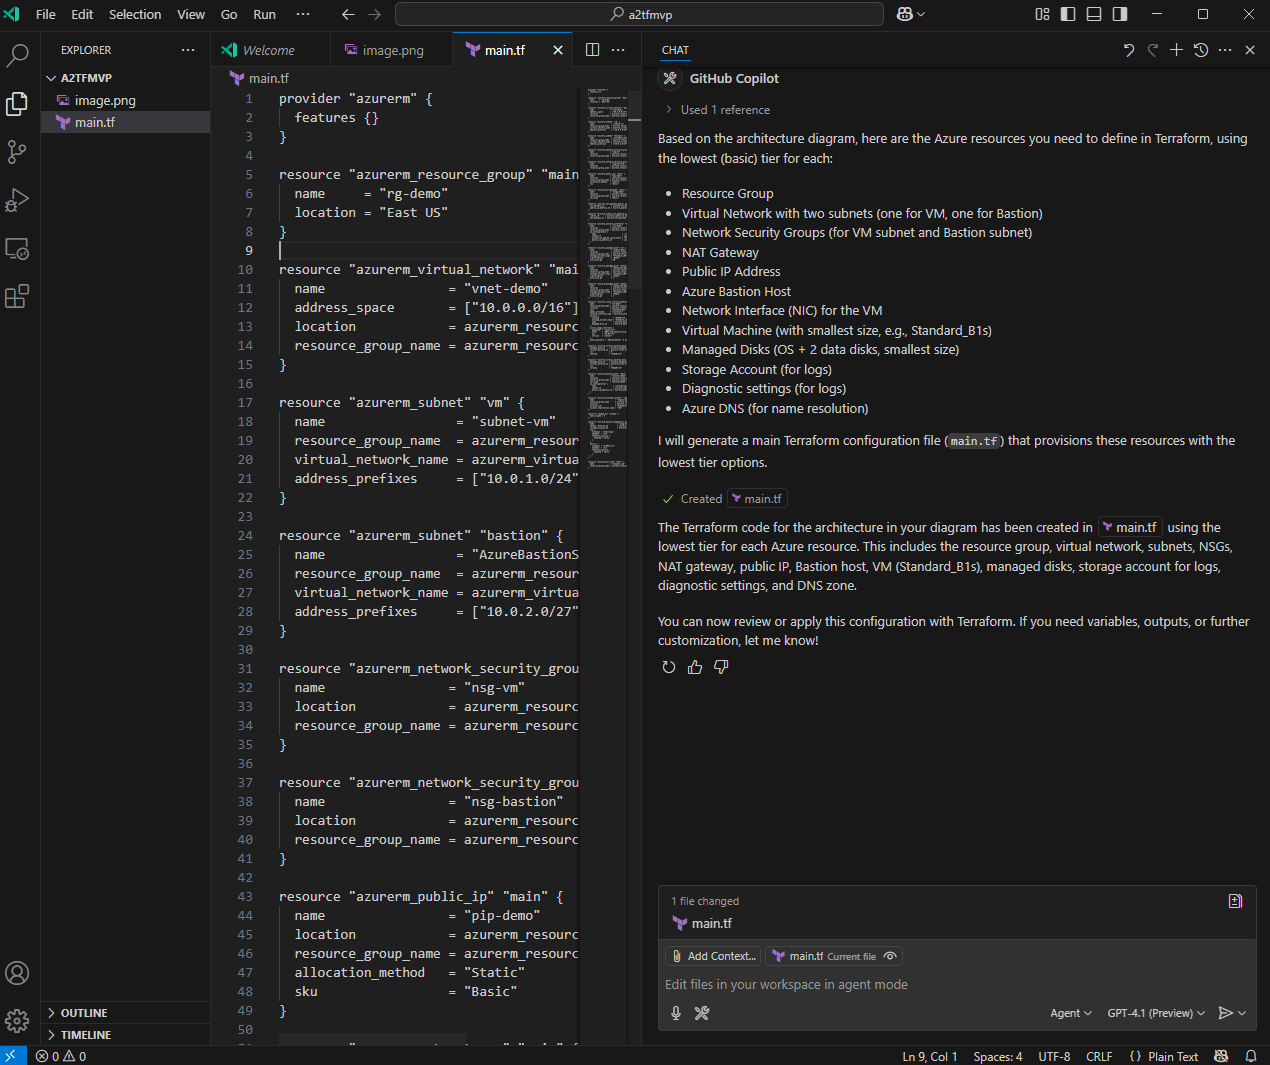 File Edit Selection View Go Run ··· a2tfmvp
EXPLORER ···
A2TFMVP
image.png
main.tf
OUTLINE
TIMELINE
Welcome image.png main.tf ···
main.tf
1 provider "azurerm" {
2 features {}
3 }
4
5 resource "azurerm_resource_group" "main
6 name = "rg-demo"
7 location = "East US"
8 }
9
10 resource "azurerm_virtual_network" "mai
11 name = "vnet-demo"
12 address_space = ["10.0.0.0/16"]
13 location = azurerm_resourc
14 resource_group_name = azurerm_resourc
15 }
16
17 resource "azurerm_subnet" "vm" {
18 name = "subnet-vm"
19 resource_group_name = azurerm_resour
20 virtual_network_name = azurerm_virtua
21 address_prefixes = ["10.0.1.0/24"
22 }
23
24 resource "azurerm_subnet" "bastion" {
25 name = "AzureBastionS
26 resource_group_name = azurerm_resour
27 virtual_network_name = azurerm_virtua
28 address_prefixes = ["10.0.2.0/27"
29 }
30
31 resource "azurerm_network_security_grou
32 name = "nsg-vm"
33 location = azurerm_resourc
34 resource_group_name = azurerm_resourc
35 }
36
37 resource "azurerm_network_security_grou
38 name = "nsg-bastion"
39 location = azurerm_resourc
40 resource_group_name = azurerm_resourc
41 }
42
43 resource "azurerm_public_ip" "main" {
44 name = "pip-demo"
45 location = azurerm_resourc
46 resource_group_name = azurerm_resourc
47 allocation_method = "Static"
48 sku = "Basic"
49 }
50
CHAT
GitHub Copilot
Used 1 reference
Based on the architecture diagram, here are the Azure resources you need to define in Terraform, using
the lowest (basic) tier for each:
• Resource Group
• Virtual Network with two subnets (one for VM, one for Bastion)
• Network Security Groups (for VM subnet and Bastion subnet)
• NAT Gateway
• Public IP Address
• Azure Bastion Host
• Network Interface (NIC) for the VM
• Virtual Machine (with smallest size, e.g., Standard_B1s)
• Managed Disks (OS + 2 data disks, smallest size)
• Storage Account (for logs)
• Diagnostic settings (for logs)
• Azure DNS (for name resolution)
I will generate a main Terraform configuration file (main.tf) that provisions these resources with the
lowest tier options.
Created main.tf
The Terraform code for the architecture in your diagram has been created in main.tf using the
lowest tier for each Azure resource. This includes the resource group, virtual network, subnets, NSGs,
NAT gateway, public IP, Bastion host, VM (Standard_B1s), managed disks, storage account for logs,
diagnostic settings, and DNS zone.
You can now review or apply this configuration with Terraform. If you need variables, outputs, or further
customization, let me know!
1 file changed
main.tf
Add Context... main.tf Current file
Edit files in your workspace in agent mode
Agent GPT-4.1 (Preview)
0 0 Ln 9, Col 1 Spaces: 4 UTF-8 CRLF {} Plain Text